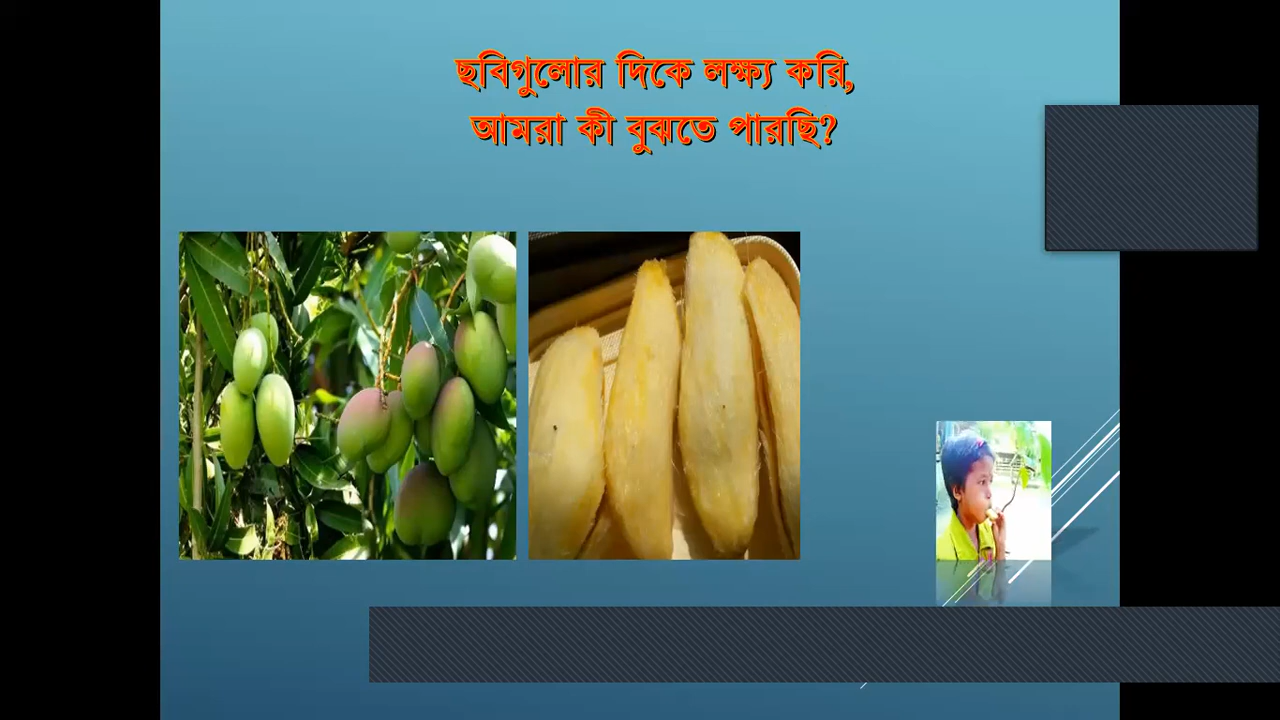 ছবিগুলোর দিকে লক্ষ্য করি,
আমরা কী বুঝতে পারছি?